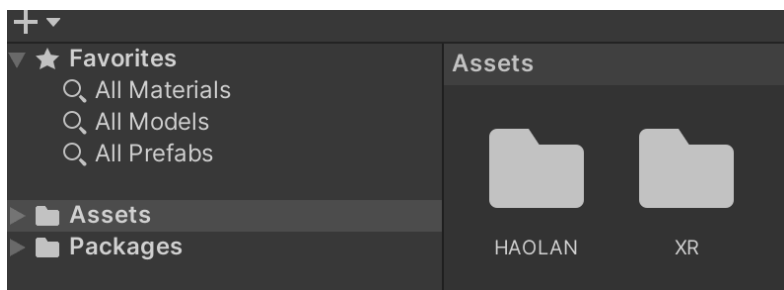 Favorites
All Materials
All Models
All Prefabs
Assets
Packages
Assets
HAOLAN
XR